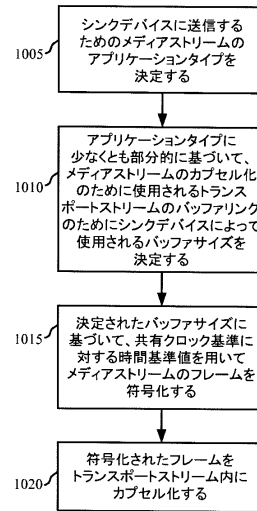 1005
シンクデバイスに送信する
ためのメディアストリームの
アプリケーションタイプを
決定する
1010
アプリケーションタイプに
少なくとも部分的に基づいて、
メディアストリームのカプセル化
のために使用されるトランス
ポートストリームのバッファリング
のためにシンクデバイスによって
使用されるバッファサイズを
決定する
1015
決定されたバッファサイズに
基づいて、共有クロック基準に
対する時間基準値を用いて
メディアストリームのフレームを
符号化する
1020
符号化されたフレームを
トランスポートストリーム内に
カプセル化する